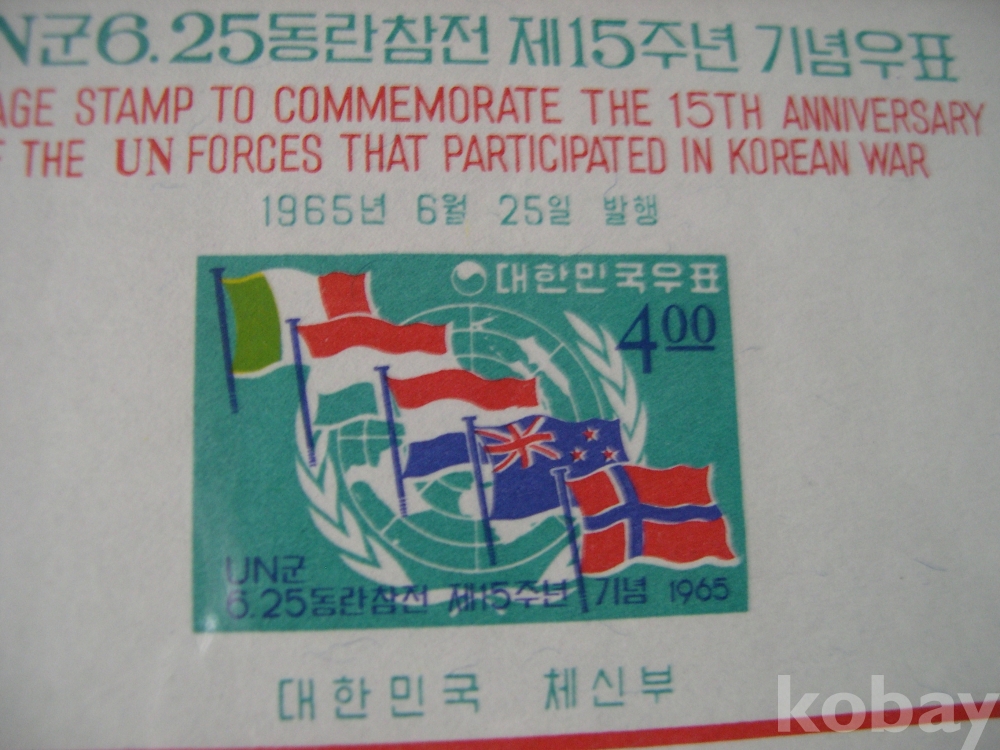 N군6.25동란참전 제15주년 기념우표
AGE STAMP TO COMMEMORATE THE 15TH ANNIVERSARY
F THE UN FORCES THAT PARTICIPATED IN KOREAN WAR
1965년 6월 25일 발행
대한민국우표
400
UN군
6.25동란참전 제15주년 기념 1965
대한민국 체신부
kobay